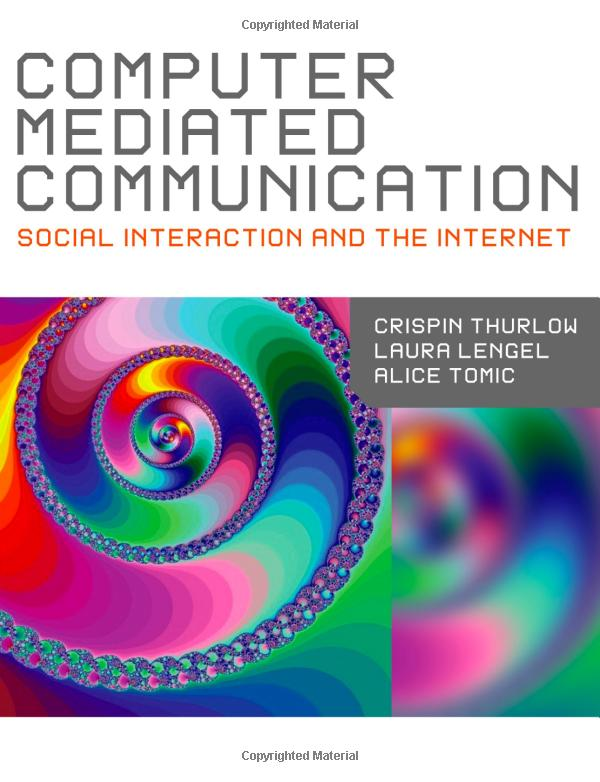 Copyrighted Material
COMPUTER
MEDIATED
COMMUNICATION
SOCIAL INTERACTION AND THE INTERNET
CRISPIN THURLOW
LAURA LENGEL
ALICE TOMIC
Copyrighted Material